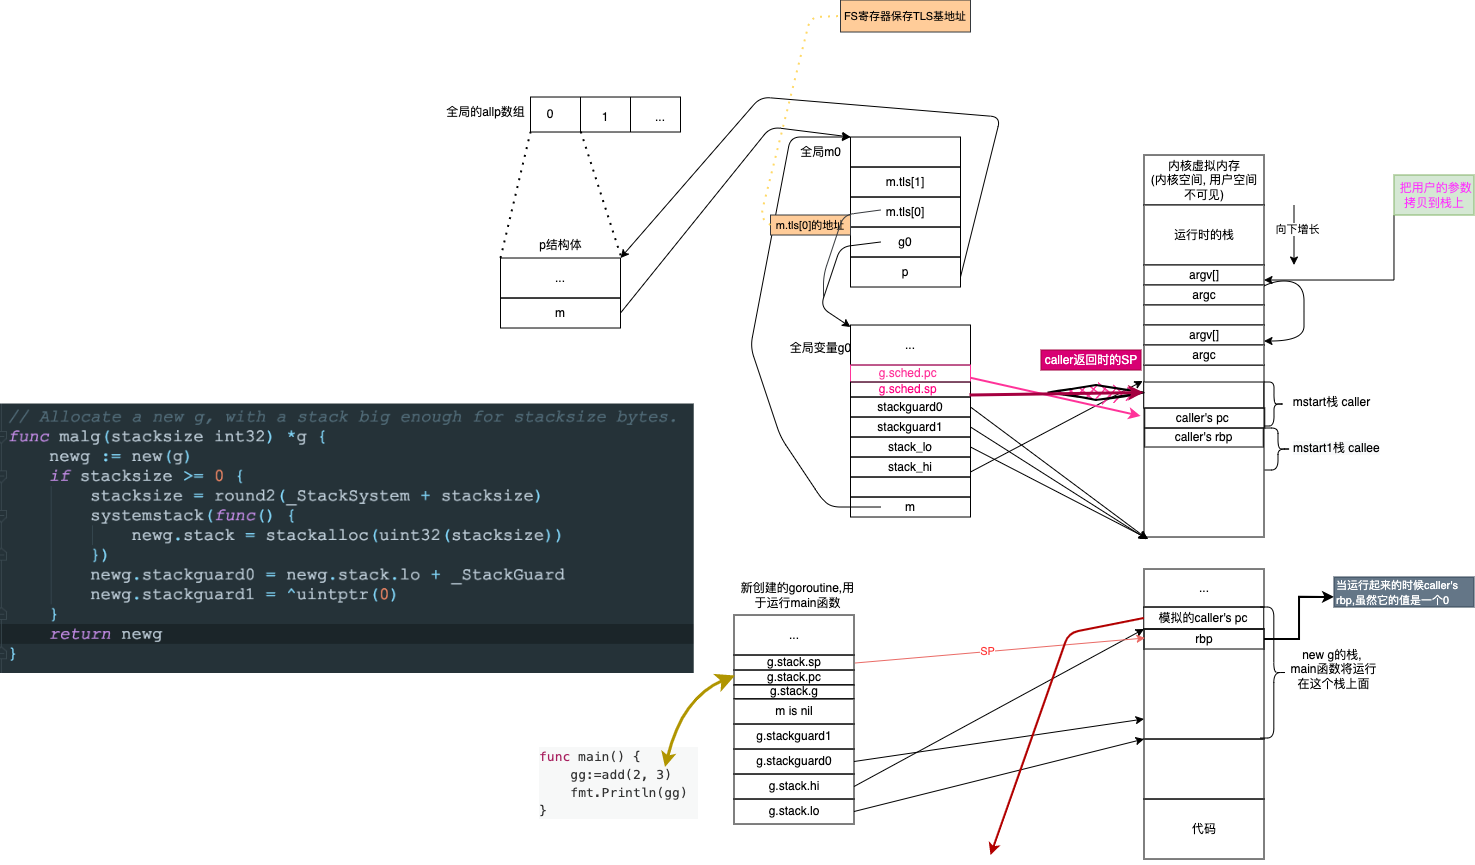 FS寄存器保存TLS基地址
全局的allp数组
0
1
...
全局m0
m.tls[1]
m.tls[0]
m.tls[0]的地址
g0
p
p结构体
...
m
内核虚拟内存
(内核空间, 用户空间
不可见)
运行时的栈
向下增长
把用户的参数
拷贝到栈上
argv[]
argc
argv[]
argc
全局变量g0
...
g.sched.pc
g.sched.sp
stackguard0
stackguard1
stack_lo
stack_hi
m
caller返回时的SP
mstart栈 caller
caller's pc
caller's rbp
mstart1栈 callee
// Allocate a new g, with a stack big enough for stacksize bytes.
func malg(stacksize int32) *g {
newg := new(g)
if stacksize >= 0 {
stacksize = round2(_StackSystem + stacksize)
systemstack(func() {
newg.stack = stackalloc(uint32(stacksize))
})
newg.stackguard0 = newg.stack.lo + _StackGuard
newg.stackguard1 = ^uintptr(0)
}
return newg
}
新创建的goroutine,用
于运行main函数
...
g.stack.sp
g.stack.pc
g.stack.g
m is nil
g.stackguard1
g.stackguard0
g.stack.hi
g.stack.lo
SP
func main() {
gg:=add(2, 3)
fmt.Println(gg)
}
...
模拟的caller's pc
rbp
代码
当运行起来的时候caller's
rbp,虽然它的值是一个0
new g的栈,
main函数将运行
在这个栈上面